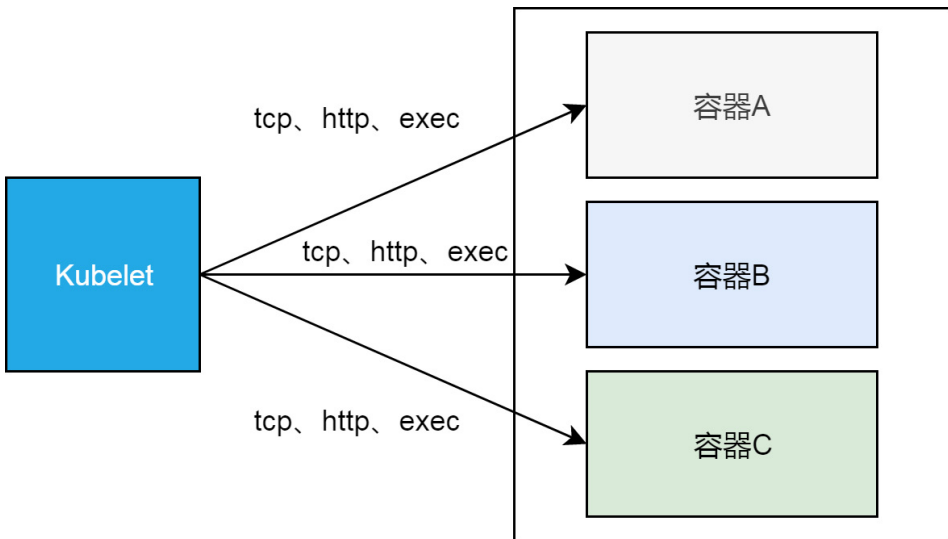 tcp、http、exec
容器A
Kubelet
tcp、http、exec
容器B
tcp、http、exec
容器C